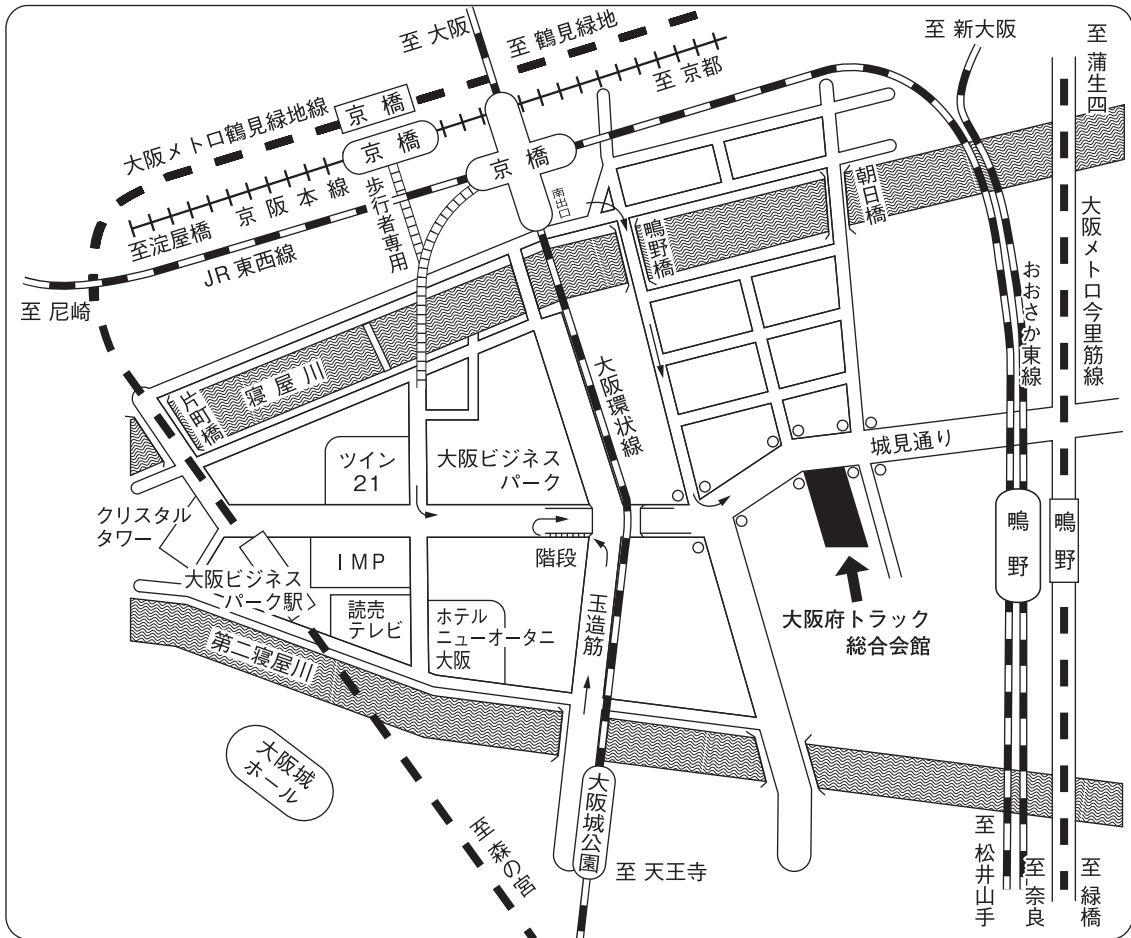 至 大阪
至 鶴見緑地
至 京都
至 新大阪
至 蒲生四
大阪メトロ鶴見緑地線
京橋
京橋
京橋
至淀屋橋
京阪本線
歩行者専用
南出口
JR 東西線
至 尼崎
鴫野橋
朝日橋
おおさか東線
大阪メトロ今里筋線
片町橋
寝屋川
大阪環状線
城見通り
ツイン
21
大阪ビジネス
パーク
クリスタル
タワー
階段
鴫野
鴫野
大阪ビジネス
パーク駅
IMP
読売
テレビ
ホテル
ニューオータニ
大阪
玉造筋
大阪府トラック
総合会館
第二寝屋川
大阪城
ホール
大阪城公園
至 森の宮
至 天王寺
至 松井山手
至 奈良
至 緑橋